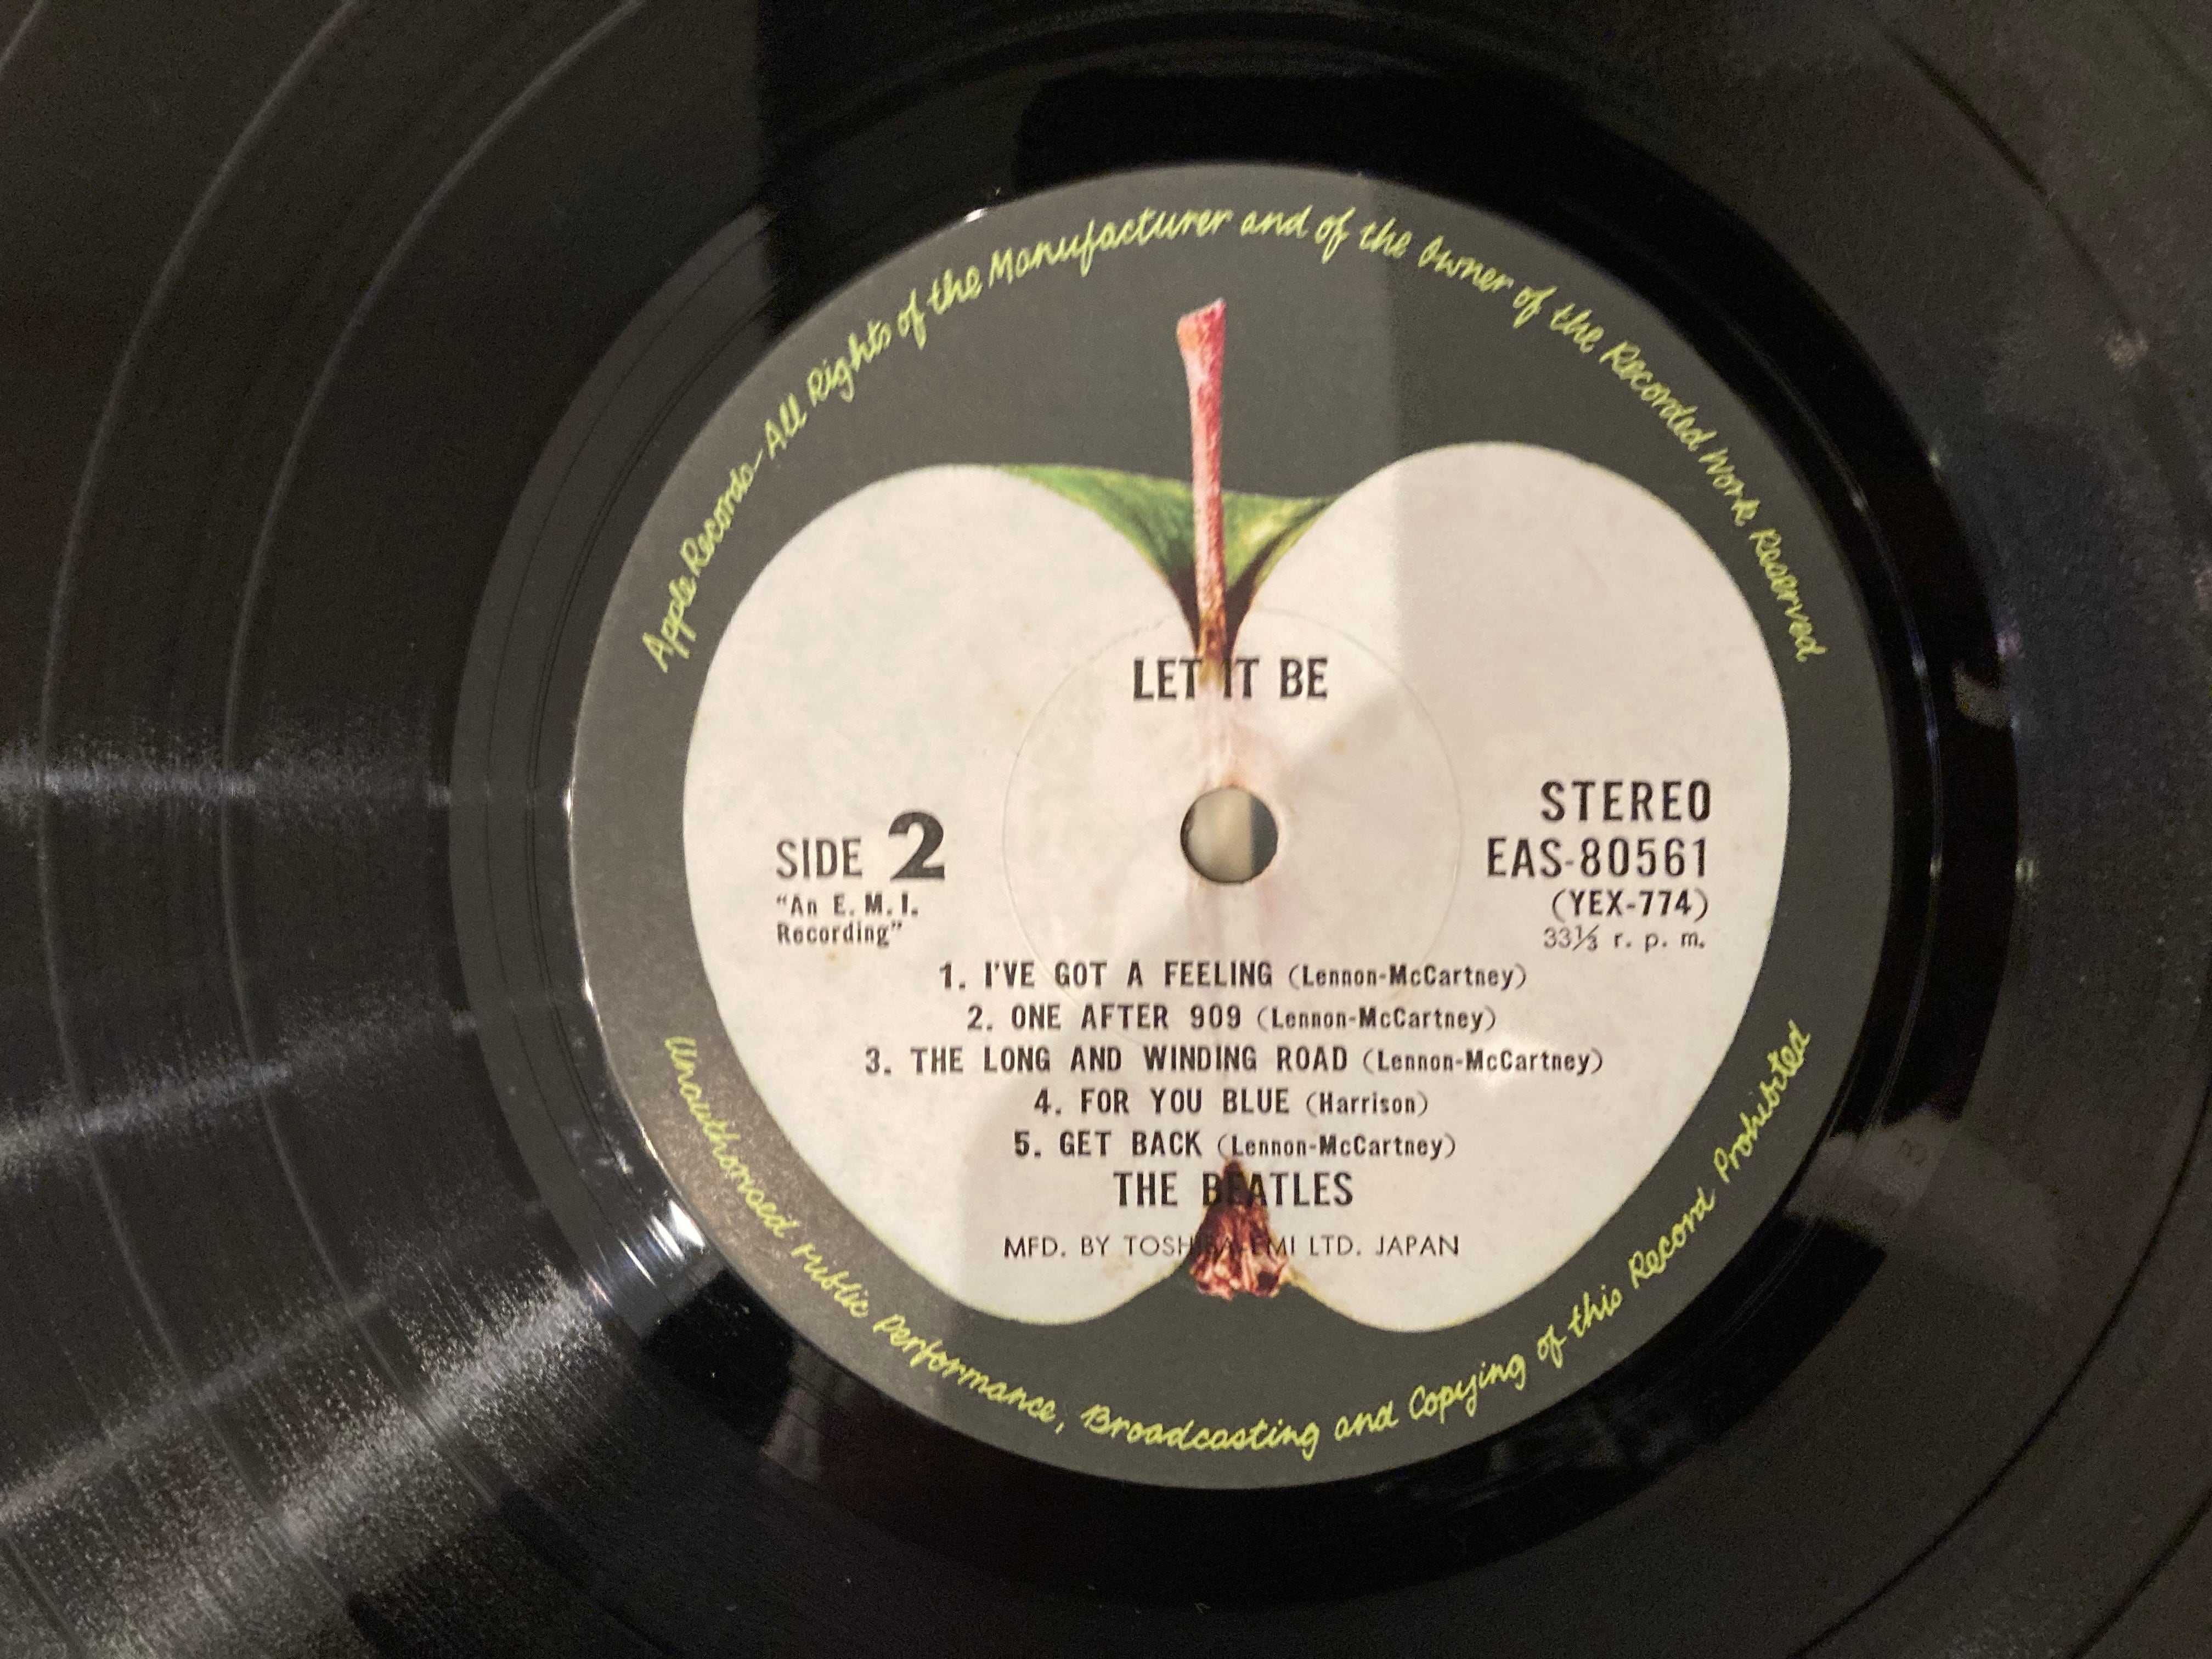 Apple Records-All Rights of the Manufacturer and of the Owner of the Recorded Work Reserved
LET IT BE
STEREO
EAS-80561
(YEX-774)
33⅓ r. p. m.
SIDE 2
"An E. M. I.
Recording"
1. I'VE GOT A FEELING (Lennon-McCartney)
2. ONE AFTER 909 (Lennon-McCartney)
3. THE LONG AND WINDING ROAD (Lennon-McCartney)
4. FOR YOU BLUE (Harrison)
5. GET BACK (Lennon-McCartney)
THE BEATLES
MFD. BY TOSHIBA-EMI LTD. JAPAN
Unauthorised Public Performance, Broadcasting and Copying of this Record Prohibited